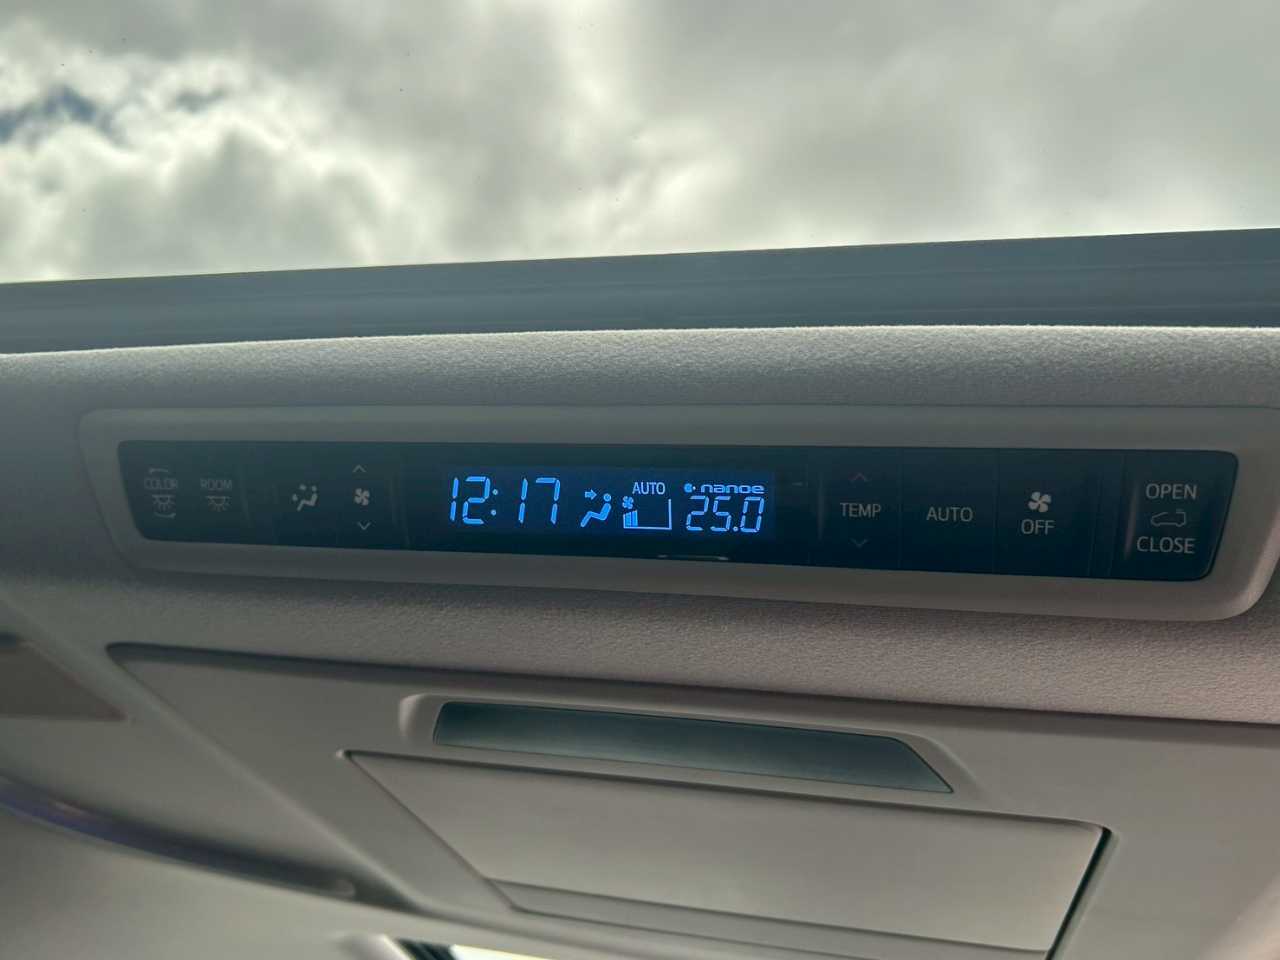 COLOR
ROOM
12:17
AUTO
nanoe
25.0
TEMP
AUTO
OFF
OPEN
CLOSE